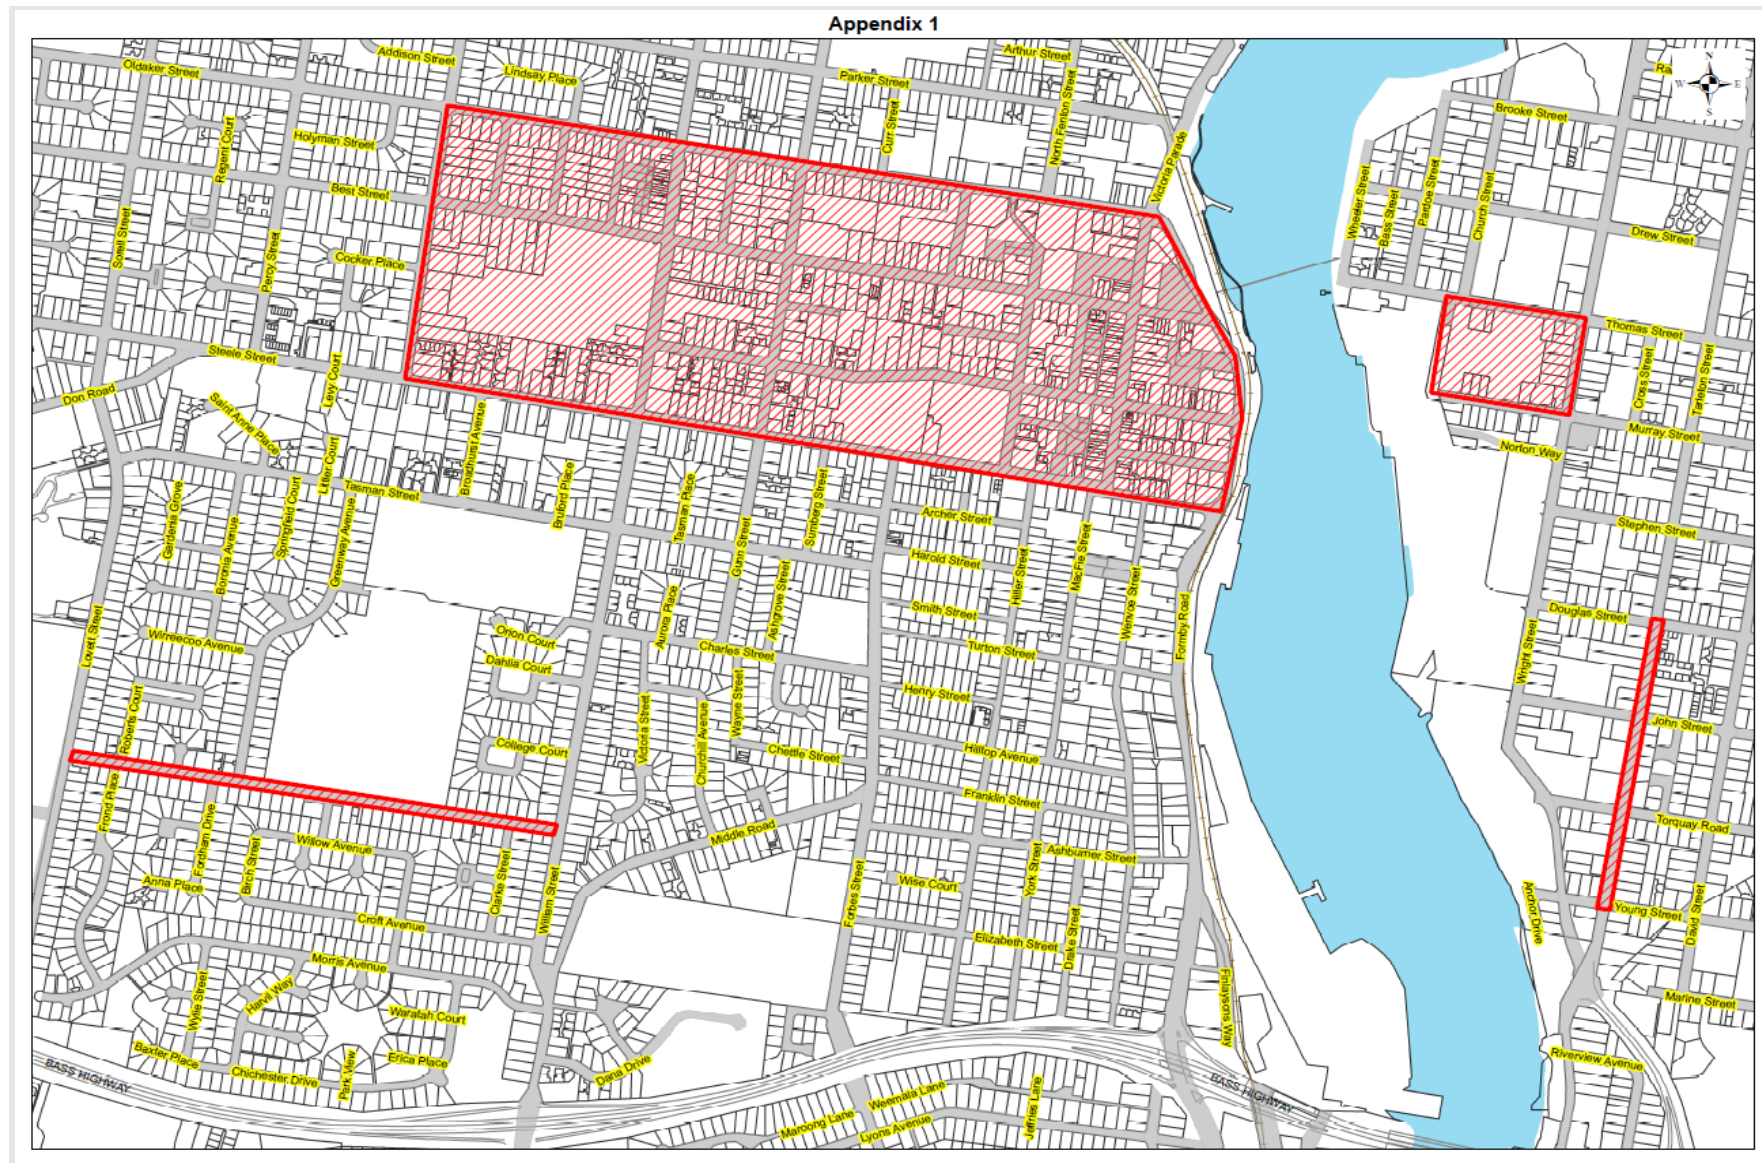 Appendix 1
Addison Street
Oldaker Street
Lindsay Place
Parker Street
Arthur Street
N
W
E
S
Brooke Street
Regent Court
Holyman Street
Curr Street
North Fenton Street
Victoria Parade
Best Street
Wheeler Street
Bass Street
Pardoe Street
Church Street
Sorell Street
Percy Street
Cocker Place
Drew Street
Thomas Street
Steele Street
Levy Court
Cross Street
Tarleton Street
Don Road
Saint Anne Place
Broadhurst Avenue
Murray Street
Norton Way
Littler Court
Tasman Street
Gardenia Grove
Springfield Court
Bruford Place
Tasman Place
Sumberg Street
Archer Street
Stephen Street
Boronia Avenue
Greenway Avenue
Gunn Street
Harold Street
Hiller Street
MacFie Street
Ashgrove Street
Wenvoe Street
Aurora Place
Smith Street
Douglas Street
Lovett Street
Wirreecoo Avenue
Orion Court
Charles Street
Turton Street
Formby Road
Wright Street
Dahlia Court
Henry Street
Roberts Court
Victoria Street
Churchill Avenue
Wayne Street
John Street
College Court
Chettle Street
Hilltop Avenue
Frond Place
Franklin Street
Fordham Drive
Middle Road
Torquay Road
Willow Avenue
Birch Street
Ashburner Street
Anna Place
Clarke Street
William Street
Forbes Street
Wise Court
York Street
Anchor Drive
Young Street
David Street
Croft Avenue
Elizabeth Street
Drake Street
Morris Avenue
Wylie Street
Harvil Way
Waratah Court
Finlaysons Way
Marine Street
Baxter Place
Chichester Drive
Park View
Erica Place
Dana Drive
Riverview Avenue
BASS HIGHWAY
BASS HIGHWAY
Weemala Lane
Maroong Lane
Lyons Avenue
Jeffries Lane